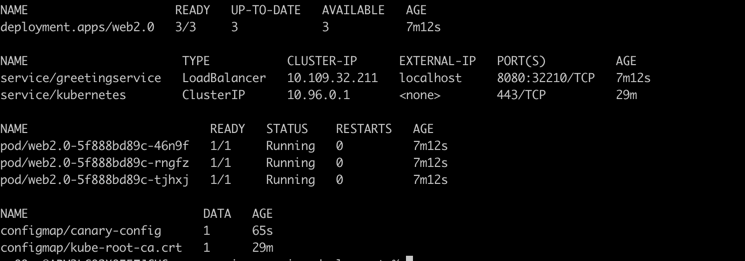 NAME READY UP-TO-DATE AVAILABLE AGE
deployment.apps/web2.0 3/3 3 3 7m12s
NAME TYPE CLUSTER-IP EXTERNAL-IP PORT(S) AGE
service/greetingservice LoadBalancer 10.109.32.211 localhost 8080:32210/TCP 7m12s
service/kubernetes ClusterIP 10.96.0.1 <none> 443/TCP 29m
NAME READY STATUS RESTARTS AGE
pod/web2.0-5f888bd89c-46n9f 1/1 Running 0 7m12s
pod/web2.0-5f888bd89c-rngfz 1/1 Running 0 7m12s
pod/web2.0-5f888bd89c-tjhxj 1/1 Running 0 7m12s
NAME DATA AGE
configmap/canary-config 1 65s
configmap/kube-root-ca.crt 1 29m